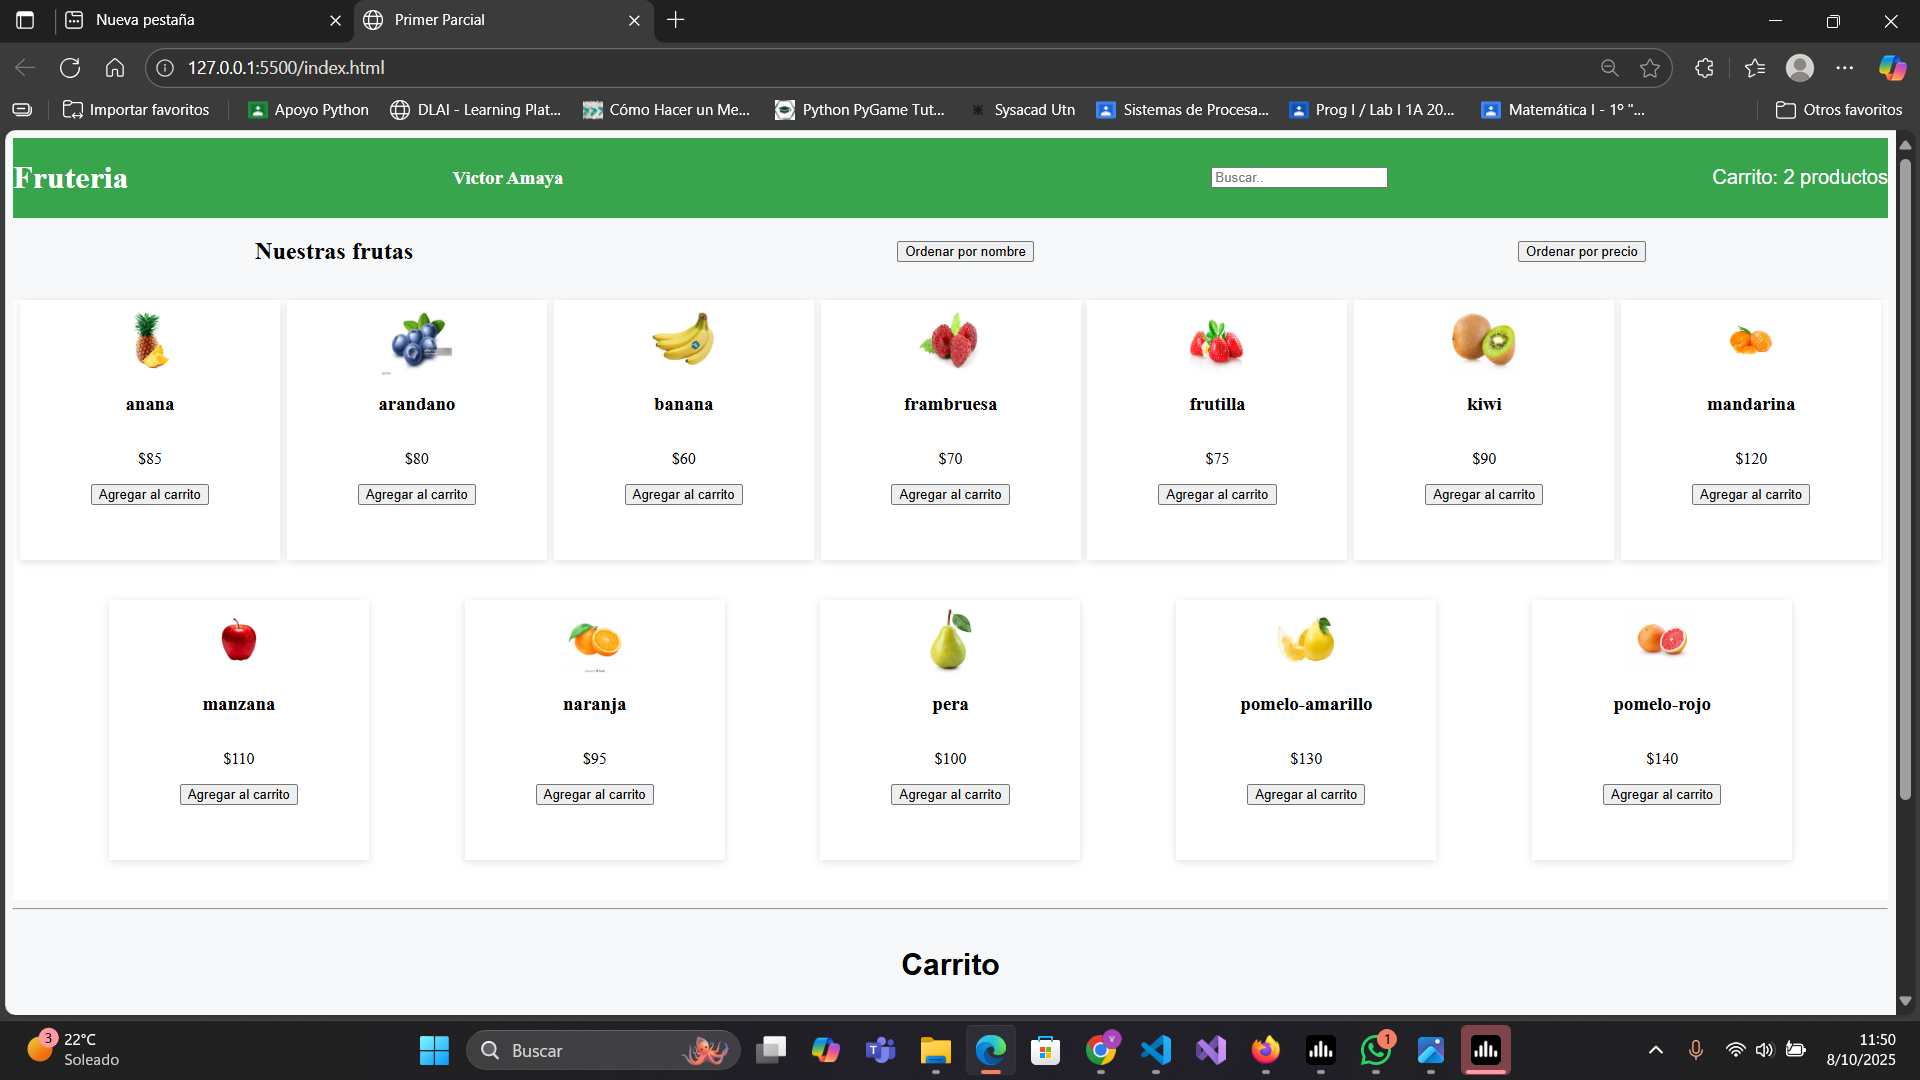 Nueva pestaña
Primer Parcial
127.0.0.1:5500/index.html
Importar favoritos
Apoyo Python
DLAI - Learning Plat...
Cómo Hacer un Me...
Python PyGame Tut...
Sysacad Utn
Sistemas de Procesa...
Prog I / Lab I 1A 20...
Matemática I - 1º "...
Otros favoritos
Fruteria
Victor Amaya
Buscar..
Carrito: 2 productos
Nuestras frutas
Ordenar por nombre
Ordenar por precio
anana
arandano
banana
frambruesa
frutilla
kiwi
mandarina
$85
$80
$60
$70
$75
$90
$120
Agregar al carrito
Agregar al carrito
Agregar al carrito
Agregar al carrito
Agregar al carrito
Agregar al carrito
Agregar al carrito
manzana
naranja
pera
pomelo-amarillo
pomelo-rojo
$110
$95
$100
$130
$140
Agregar al carrito
Agregar al carrito
Agregar al carrito
Agregar al carrito
Agregar al carrito
Carrito
3
22°C
Soleado
Buscar
V
1
11:50
8/10/2025